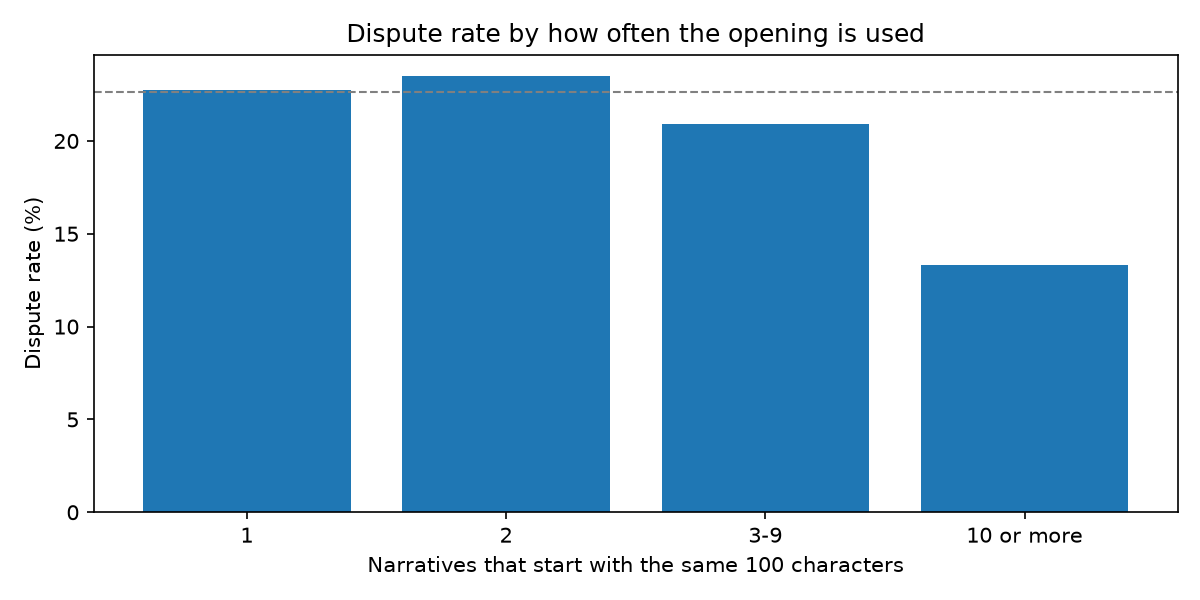 Dispute rate by how often the opening is used
Dispute rate (%)
20
15
10
5
0
1
2
3-9
10 or more
Narratives that start with the same 100 characters